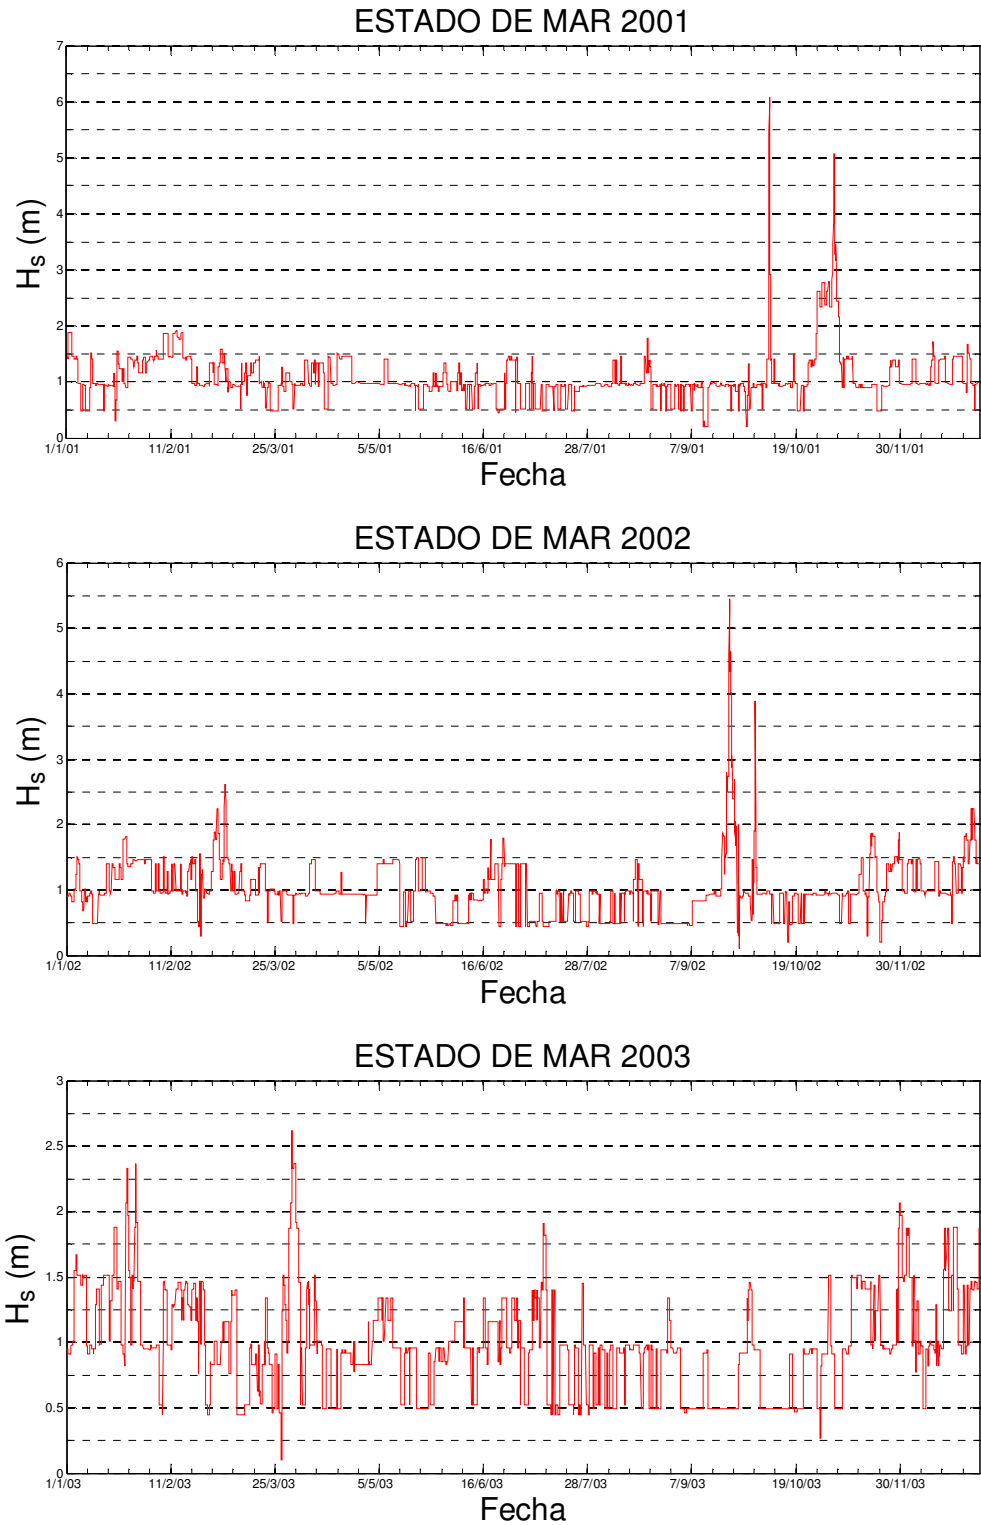 ESTADO DE MAR 2001
7
6
5
4
3
2
1
0
H_S (m)
1/1/01 11/2/01 25/3/01 5/5/01 16/6/01 28/7/01 7/9/01 19/10/01 30/11/01
Fecha
ESTADO DE MAR 2002
6
5
4
3
2
1
0
H_S (m)
1/1/02 11/2/02 25/3/02 5/5/02 16/6/02 28/7/02 7/9/02 19/10/02 30/11/02
Fecha
ESTADO DE MAR 2003
3
2.5
2
1.5
1
0.5
0
H_S (m)
1/1/03 11/2/03 25/3/03 5/5/03 16/6/03 28/7/03 7/9/03 19/10/03 30/11/03
Fecha